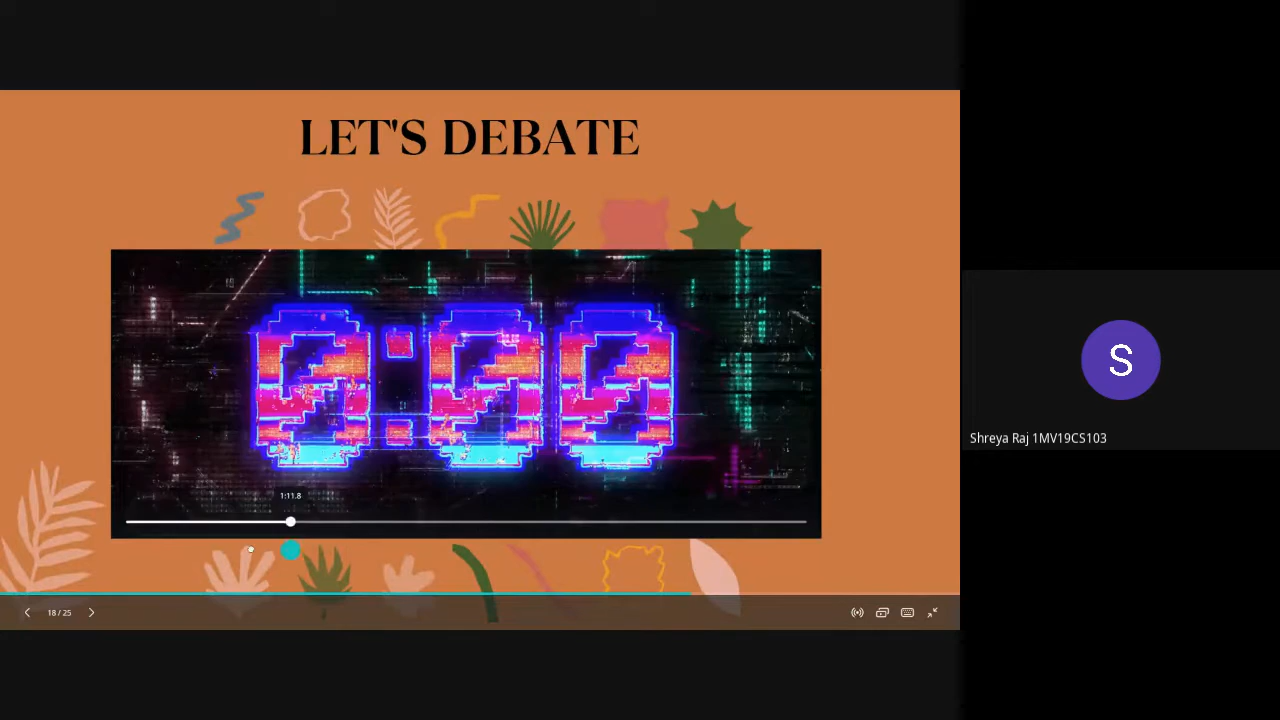 LET'S DEBATE
0:00
1:11.8
18 / 25
S
Shreya Raj 1MV19CS103